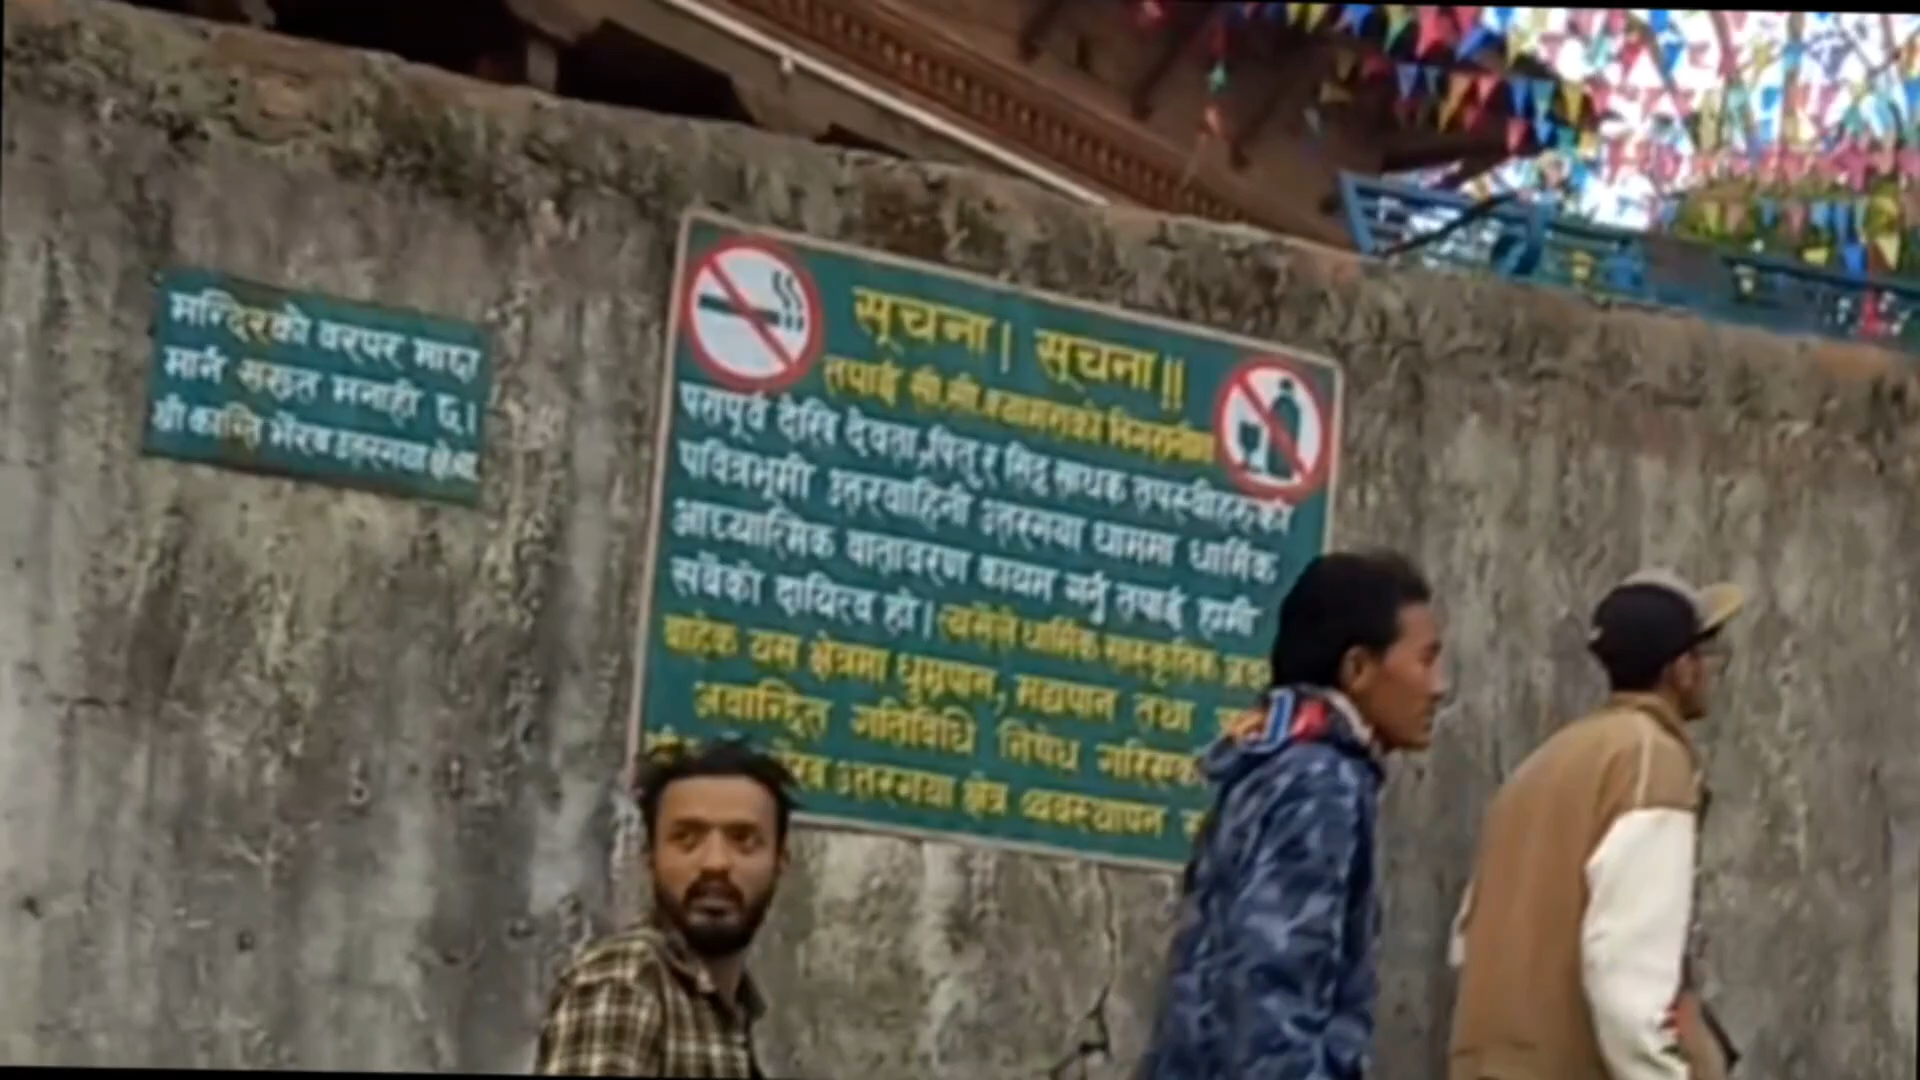 मन्दिरको वरपर भाडा
मार्न सख्त मनाही छ।
श्री कान्ति भैरव उत्तरगया क्षेत्र
सूचना। सूचना॥
तपाईं सी.सी. क्यामेराको निगरानीमा
परापूर्व देखि देवता, पितृ र सिद्ध साधक तपस्वीहरुको
पवित्रभूमी उत्तरवाहिनी उत्तरगया धाममा धार्मिक
आध्यात्मिक वातावरण कायम गर्नु तपाईं हामी
सबैको दायित्व हो। धार्मिक सांस्कृतिक
बाहेक यस क्षेत्रमा धुम्रपान, मद्यपान तथा
अवान्छित गतिविधि निषेध
उत्तरगया क्षेत्र व्यवस्थापन